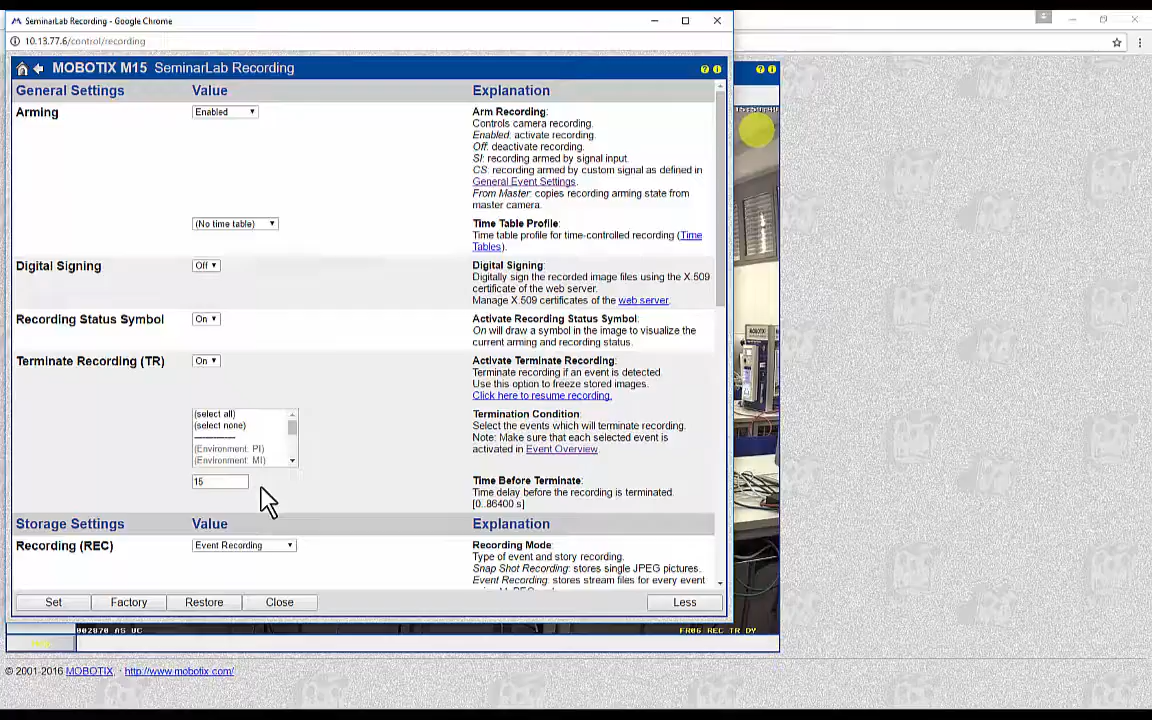 SeminarLab Recording - Google Chrome
10.13.77.6/control/recording
MOBOTIX M15 SeminarLab Recording
General Settings Value Explanation
Arming Enabled Arm Recording:
Controls camera recording.
Enabled: activate recording.
Off: deactivate recording.
SI: recording armed by signal input.
CS: recording armed by custom signal as defined in
General Event Settings.
From Master: copies recording arming state from
master camera.
(No time table) Time Table Profile:
Time table profile for time-controlled recording (Time
Tables).
Digital Signing Off Digital Signing:
Digitally sign the recorded image files using the X.509
certificate of the web server.
Manage X.509 certificates of the web server.
Recording Status Symbol On Activate Recording Status Symbol:
On will draw a symbol in the image to visualize the
current arming and recording status.
Terminate Recording (TR) On Activate Terminate Recording:
Terminate recording if an event is detected.
Use this option to freeze stored images.
Click here to resume recording.
(select all) Termination Condition:
(select none) Select the events which will terminate recording.
Note: Make sure that each selected event is
(Environment: PI) activated in Event Overview.
(Environment: MI)
15 Time Before Terminate:
Time delay before the recording is terminated.
[0..86400 s]
Storage Settings Value Explanation
Recording (REC) Event Recording Recording Mode:
Type of event and story recording.
Snap Shot Recording: stores single JPEG pictures.
Event Recording: stores stream files for every event
Set Factory Restore Close Less
002870 AS UC FR06 REC TR DY
© 2001-2016 MOBOTIX, · http://www.mobotix.com/